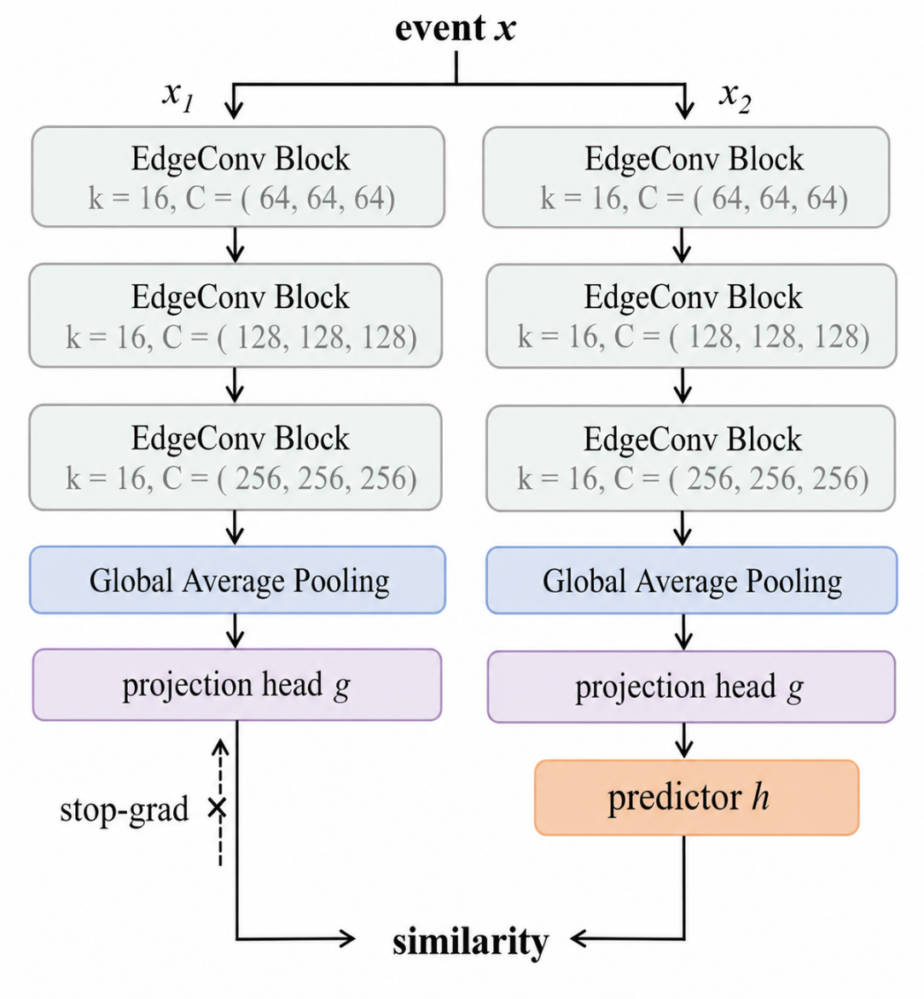 event x
x1
x2
EdgeConv Block
k = 16, C = ( 64, 64, 64)
EdgeConv Block
k = 16, C = ( 128, 128, 128)
EdgeConv Block
k = 16, C = ( 256, 256, 256)
Global Average Pooling
projection head g
stop-grad
EdgeConv Block
k = 16, C = ( 64, 64, 64)
EdgeConv Block
k = 16, C = ( 128, 128, 128)
EdgeConv Block
k = 16, C = ( 256, 256, 256)
Global Average Pooling
projection head g
predictor h
similarity